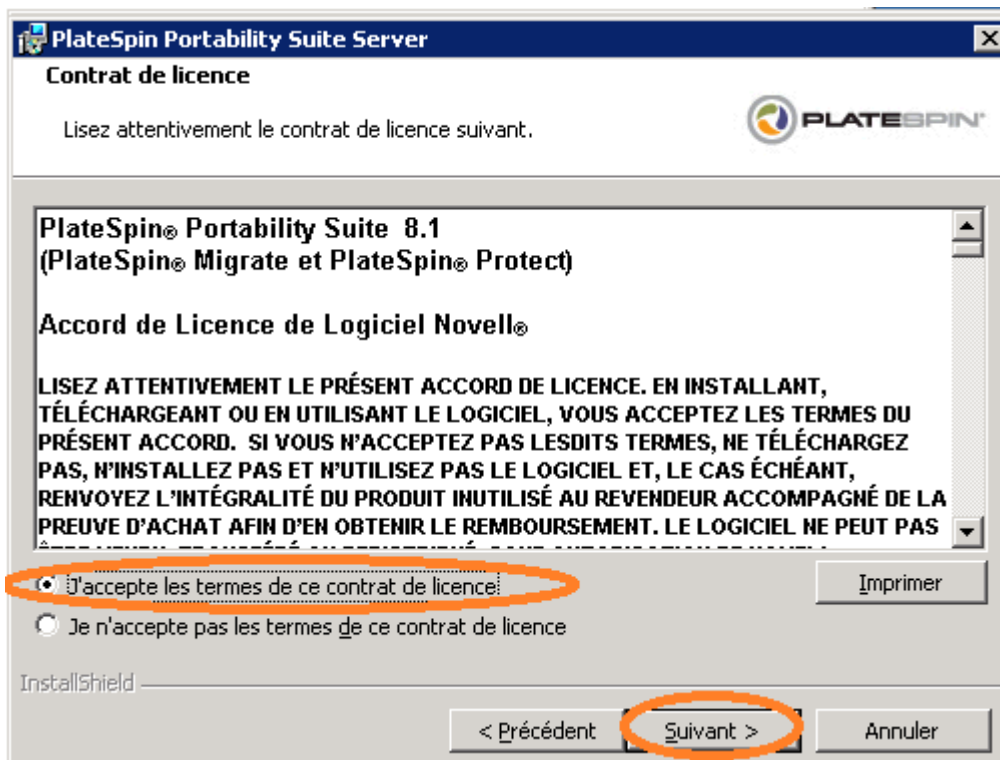 PlateSpin Portability Suite Server
Contrat de licence
Lisez attentivement le contrat de licence suivant.
PLATESPIN
PlateSpin® Portability Suite 8.1
(PlateSpin® Migrate et PlateSpin® Protect)
Accord de Licence de Logiciel Novell®
LISEZ ATTENTIVEMENT LE PRÉSENT ACCORD DE LICENCE. EN INSTALLANT,
TÉLÉCHARGEANT OU EN UTILISANT LE LOGICIEL, VOUS ACCEPTEZ LES TERMES DU
PRÉSENT ACCORD. SI VOUS N'ACCEPTEZ PAS LESDITS TERMES, NE TÉLÉCHARGEZ
PAS, N'INSTALLEZ PAS ET N'UTILISEZ PAS LE LOGICIEL ET, LE CAS ÉCHÉANT,
RENVOYEZ L'INTÉGRALITÉ DU PRODUIT INUTILISÉ AU REVENDEUR ACCOMPAGNÉ DE LA
PREUVE D'ACHAT AFIN D'EN OBTENIR LE REMBOURSEMENT. LE LOGICIEL NE PEUT PAS
J'accepte les termes de ce contrat de licence
Imprimer
Je n'accepte pas les termes de ce contrat de licence
InstallShield
< Précédent
Suivant >
Annuler